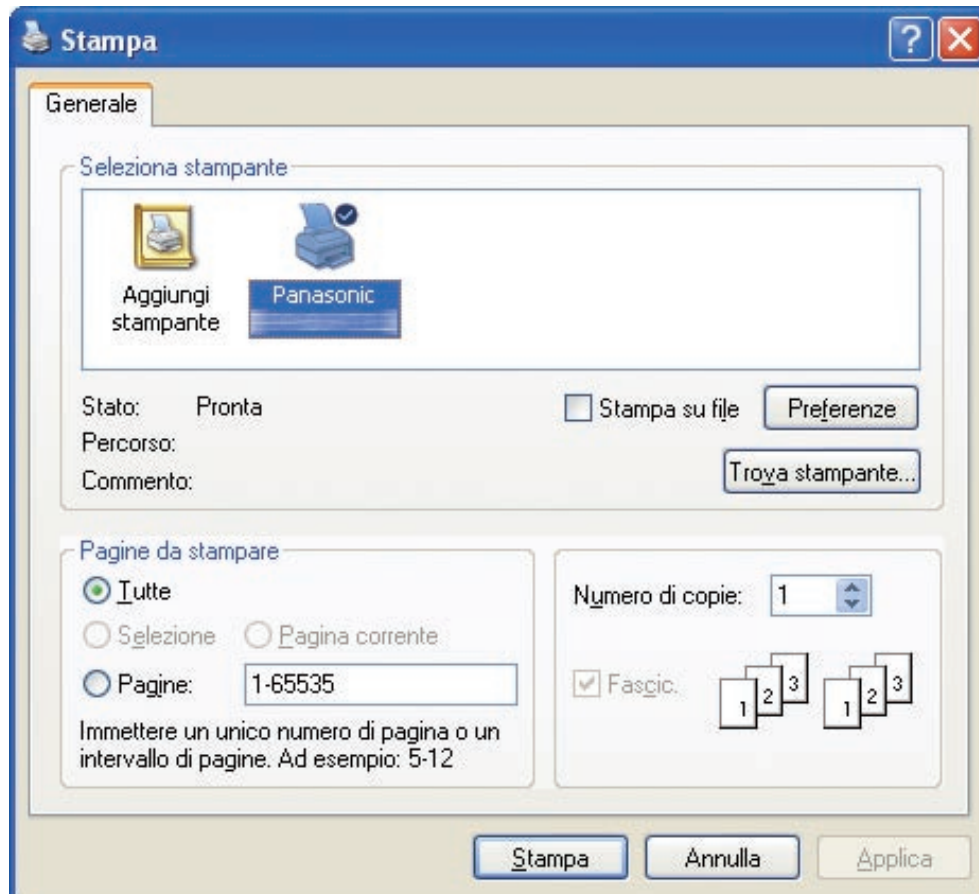 Stampa
Generale
Seleziona stampante
Aggiungi
stampante
Panasonic
Stato: Pronta
Percorso:
Commento:
Stampa su file
Preferenze
Trova stampante...
Pagine da stampare
Tutte
Selezione Pagina corrente
Pagine: 1-65535
Immettere un unico numero di pagina o un
intervallo di pagine. Ad esempio: 5-12
Numero di copie: 1
Fascic.
1 2 3 1 2 3
Stampa Annulla Applica